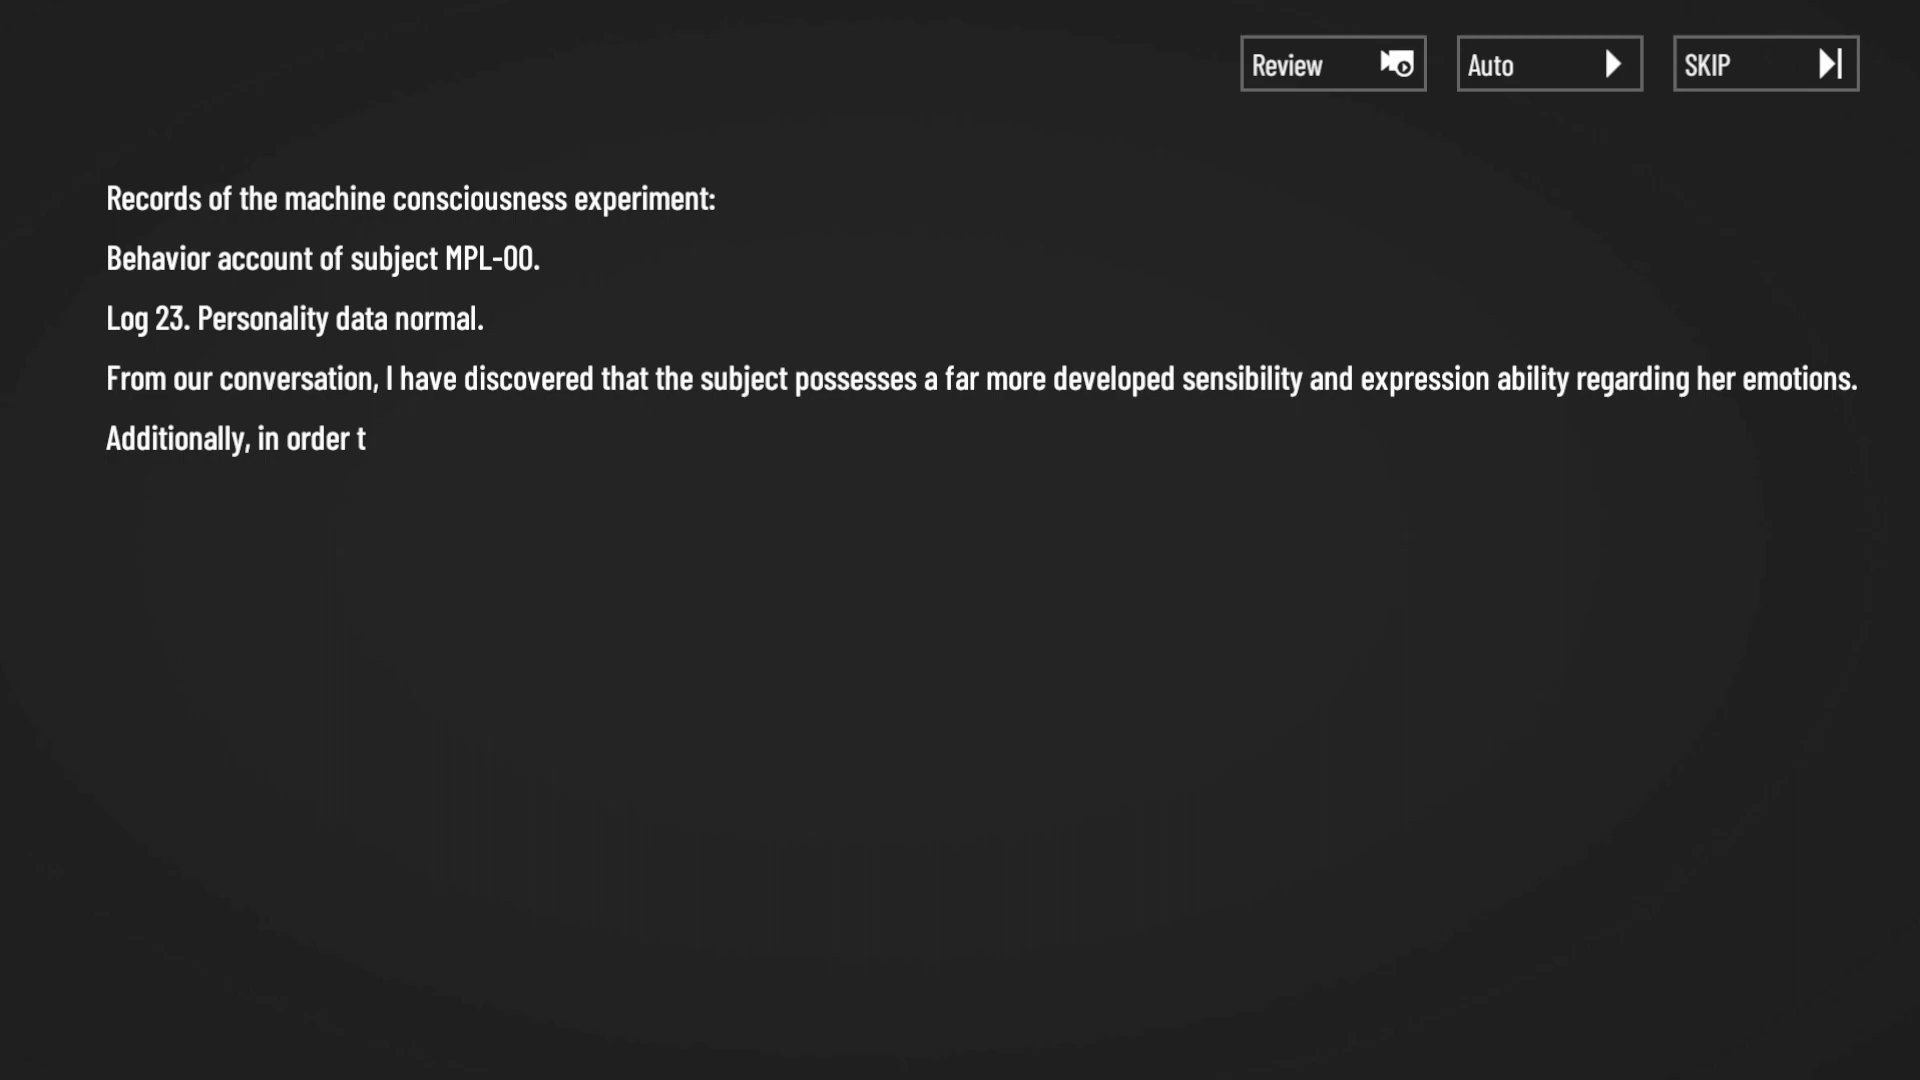 Review
Auto
SKIP
Records of the machine consciousness experiment:
Behavior account of subject MPL-00.
Log 23. Personality data normal.
From our conversation, I have discovered that the subject possesses a far more developed sensibility and expression ability regarding her emotions.
Additionally, in order t